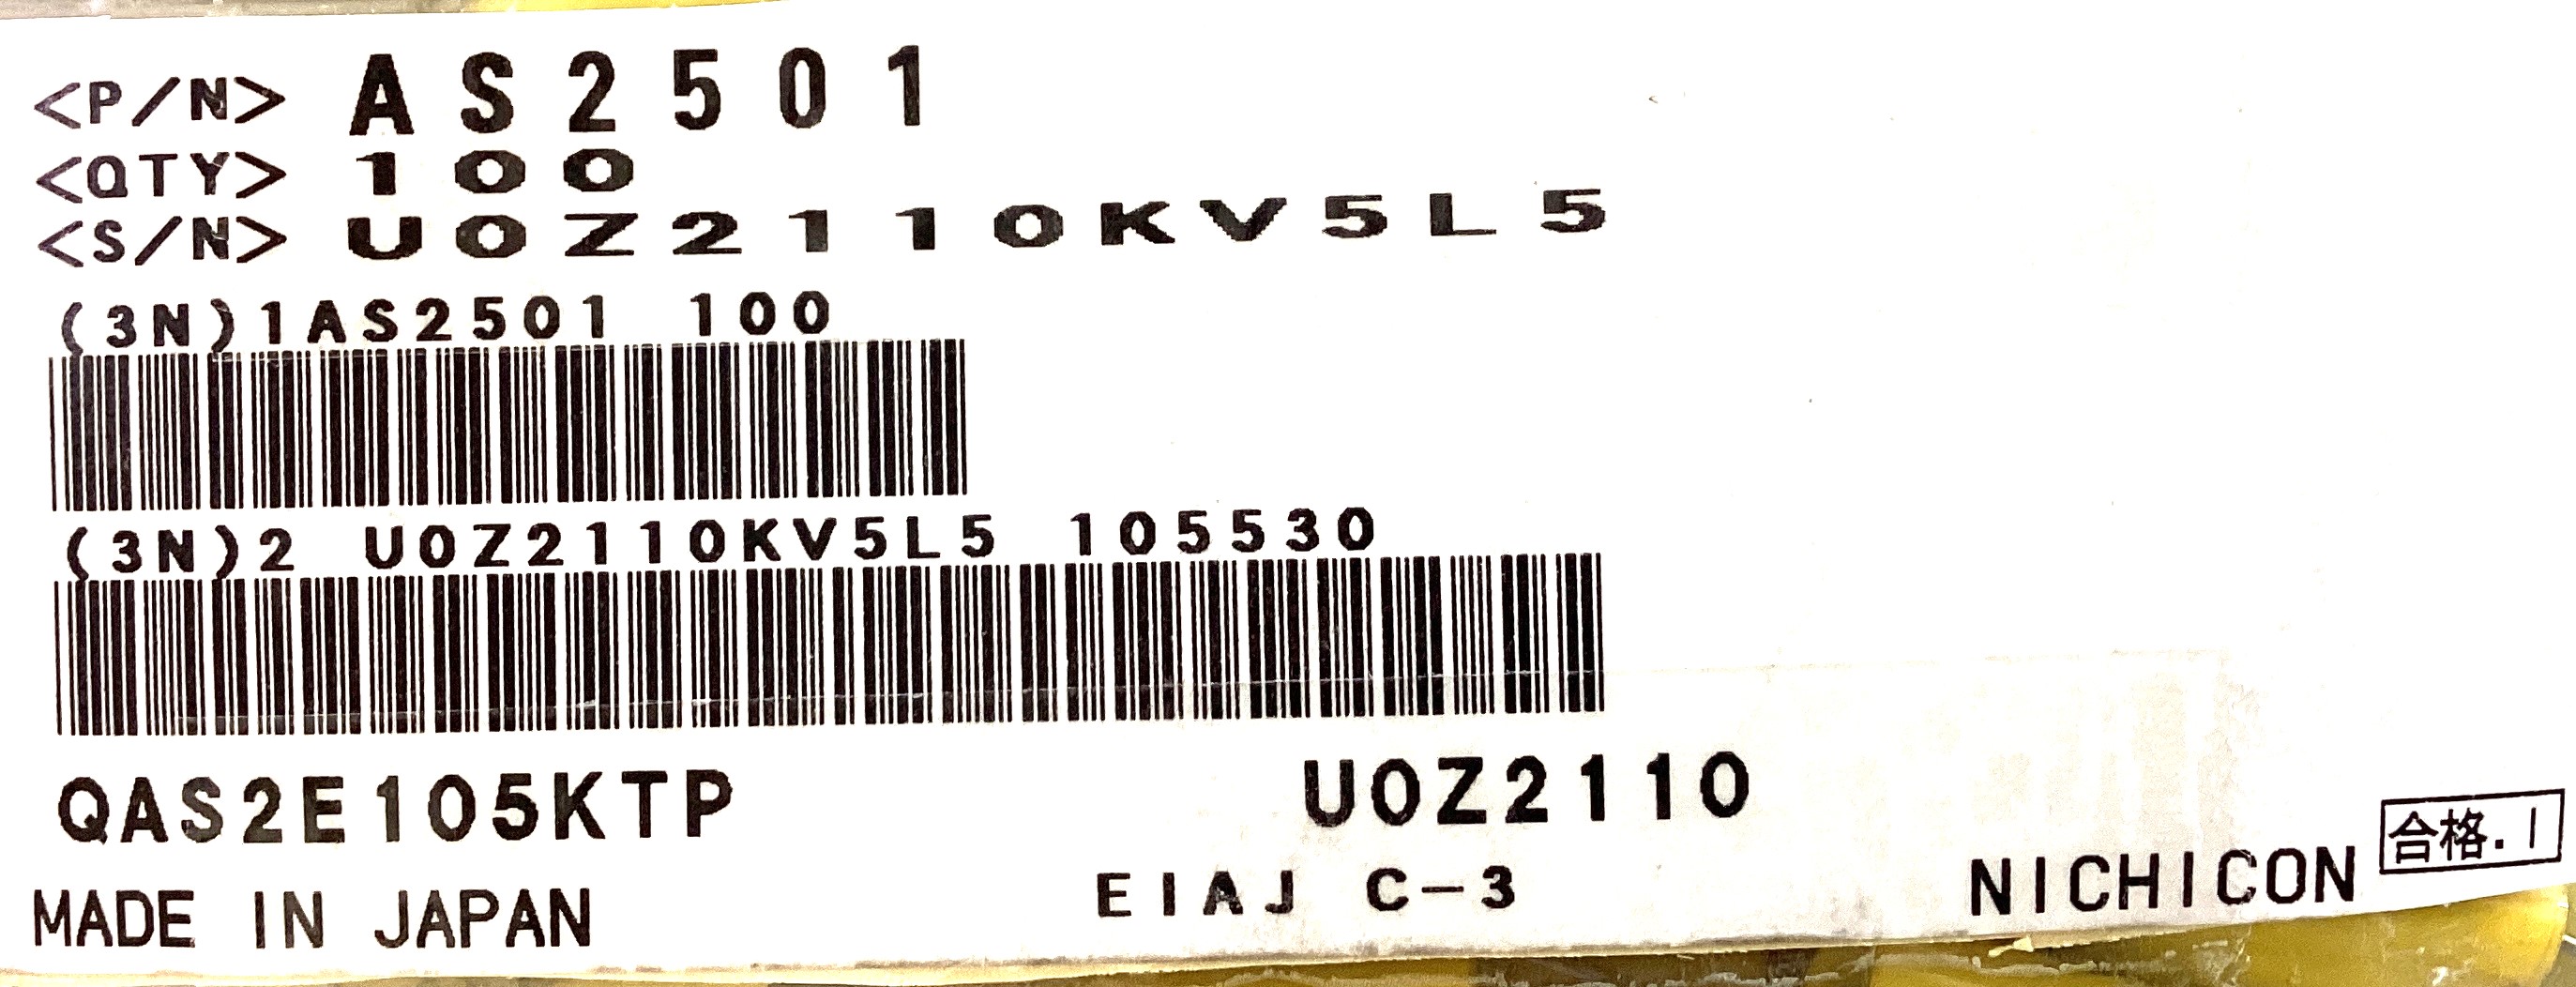 <P/N> AS2501
<QTY> 100
<S/N> U0Z2110KV5L5
(3N)1AS2501 100
(3N)2 U0Z2110KV5L5 105530
QAS2E105KTP U0Z2110
MADE IN JAPAN EIAJ C-3 NICHICON 合格.1